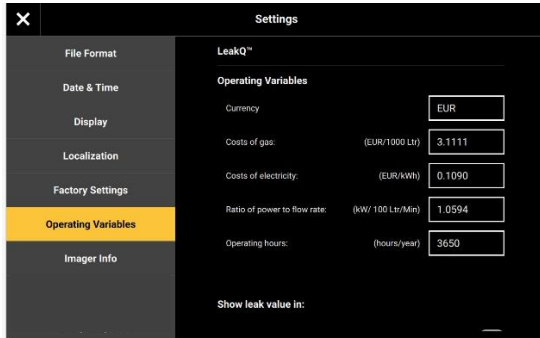 Settings
File Format
Date & Time
Display
Localization
Factory Settings
Operating Variables
Imager Info
LeakQ™
Operating Variables
Currency EUR
Costs of gas: (EUR/1000 Ltr) 3.1111
Costs of electricity: (EUR/kWh) 0.1090
Ratio of power to flow rate: (kW/ 100 Ltr/Min) 1.0594
Operating hours: (hours/year) 3650
Show leak value in: